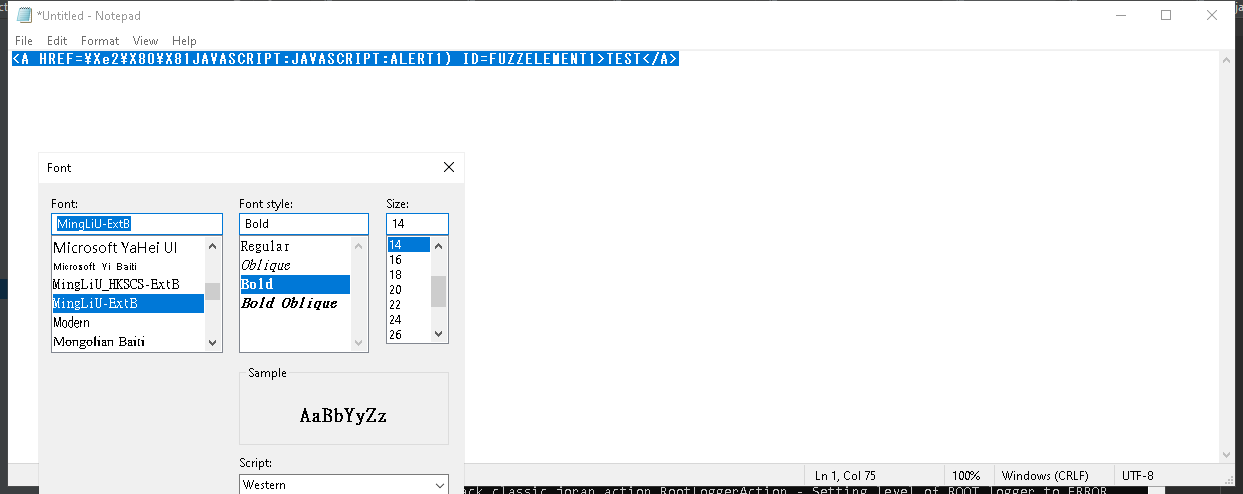 *Untitled - Notepad
File Edit Format View Help
<A HREF=¥Xe2¥X80¥X81JAVASCRIPT:JAVASCRIPT:ALERT1) ID=FUZZELEMENT1>TEST</A>
Font
Font: Font style: Size:
MingLiU-ExtB Bold 14
Microsoft YaHei UI Regular 14
Microsoft Yi Baiti Oblique 16
MingLiU_HKSCS-ExtB Bold 18
MingLiU-ExtB Bold Oblique 20
Modern 22
Mongolian Baiti 24
26
Sample
AaBbYyZz
Script:
Western
Ln 1, Col 75 100% Windows (CRLF) UTF-8
ack.classic.joran.action.RootLoggerAction - Setting level of ROOT logger to ERROR